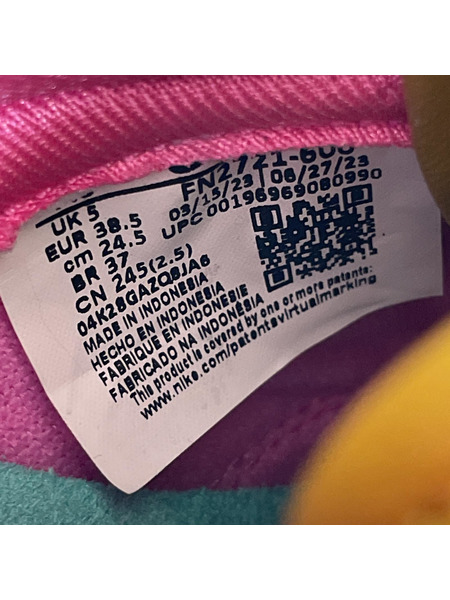 UK 5
EUR 38.5
cm 24.5
BR 37
CN 245(2.5)
04K28GAZO8JA6
FN2721-600
03/15/23 | 08/27/23
UPC 00196969080990
MADE IN INDONESIA
HECHO EN INDONESIA
FABRIQUE EN INDONESIE
FABRICADO NA INDONESIA
This product is covered by one or more patents:
www.nike.com/patentsvirtualmarking